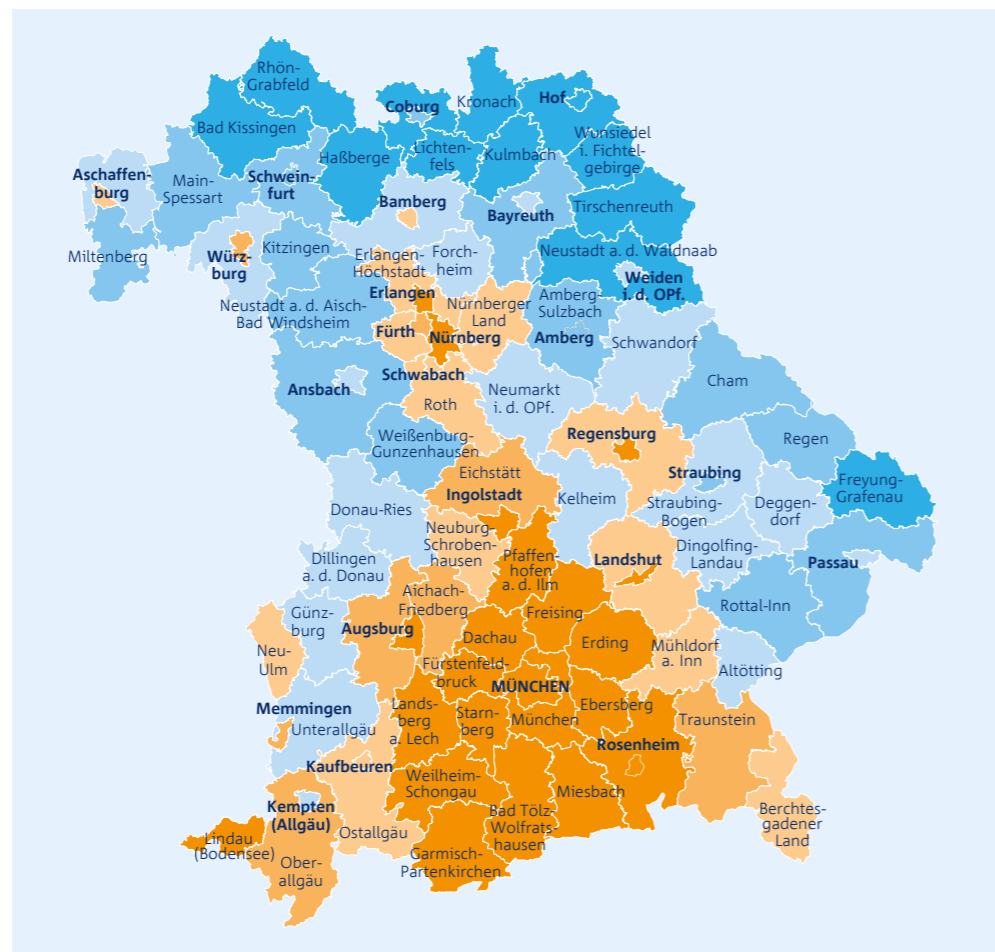 Rhön-
Grabfeld
Coburg
Kronach
Hof
Bad Kissingen
Wunsiedel
i. Fichtel-
gebirge
Haßberge
Lichten-
fels
Kulmbach
Aschaffen-
burg
Main-
Spessart
Schwein-
furt
Bamberg
Bayreuth
Tirschenreuth
Miltenberg
Würz-
burg
Kitzingen
Erlangen-
Höchstadt
Forch-
heim
Neustadt a. d. Waldnaab
Weiden
i. d. OPf.
Neustadt a. d. Aisch-
Bad Windsheim
Erlangen
Nürnberger
Land
Amberg-
Sulzbach
Fürth
Nürnberg
Amberg
Schwandorf
Ansbach
Schwabach
Roth
Neumarkt
i. d. OPf.
Cham
Weißenburg-
Gunzenhausen
Regensburg
Regen
Eichstätt
Ingolstadt
Straubing
Freyung-
Grafenau
Donau-Ries
Kelheim
Straubing-
Bogen
Deggen-
dorf
Neuburg-
Schroben-
hausen
Pfaffen-
hofen
a. d. Ilm
Landshut
Dingolfing-
Landau
Passau
Dillingen
a. d. Donau
Aichach-
Friedberg
Freising
Rottal-Inn
Günz-
burg
Augsburg
Dachau
Erding
Mühldorf
a. Inn
Altötting
Neu-
Ulm
Fürstenfeld-
bruck
MÜNCHEN
Memmingen
Unterallgäu
Lands-
berg
a. Lech
Starn-
berg
München
Ebersberg
Traunstein
Rosenheim
Kaufbeuren
Weilheim-
Schongau
Miesbach
Kempten
(Allgäu)
Ostallgäu
Bad Tölz-
Wolfrats-
hausen
Berchtes-
gadener
Land
Lindau
(Bodensee)
Ober-
allgäu
Garmisch-
Partenkirchen